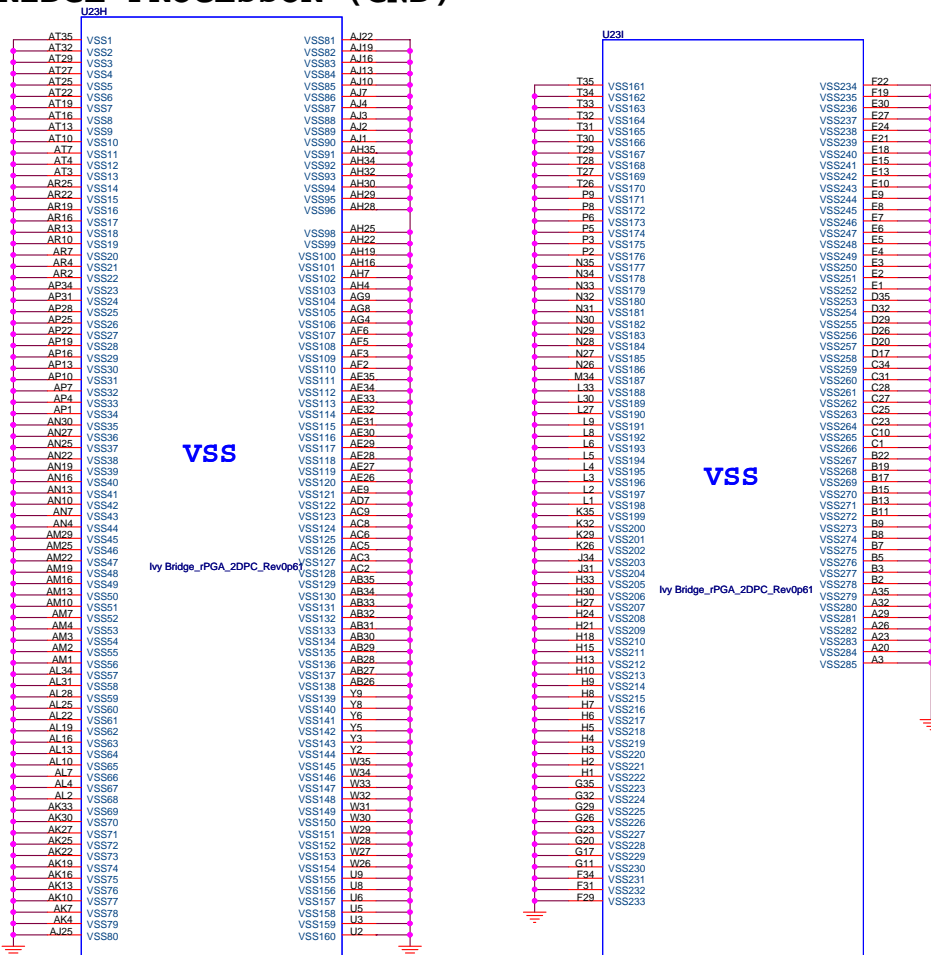 PROCESSOR (GND)
U23H
AT35 VSS1
AT32 VSS2
AT29 VSS3
AT27 VSS4
AT25 VSS5
AT22 VSS6
AT19 VSS7
AT16 VSS8
AT13 VSS9
AT10 VSS10
AT7 VSS11
AT4 VSS12
AT3 VSS13
AR25 VSS14
AR22 VSS15
AR19 VSS16
AR16 VSS17
AR13 VSS18
AR10 VSS19
AR7 VSS20
AR4 VSS21
AR2 VSS22
AP34 VSS23
AP31 VSS24
AP28 VSS25
AP25 VSS26
AP22 VSS27
AP19 VSS28
AP16 VSS29
AP13 VSS30
AP10 VSS31
AP7 VSS32
AP4 VSS33
AP1 VSS34
AN30 VSS35
AN27 VSS36
AN25 VSS37
AN22 VSS38
AN19 VSS39
AN16 VSS40
AN13 VSS41
AN10 VSS42
AN7 VSS43
AN4 VSS44
AM29 VSS45
AM25 VSS46
AM22 VSS47
AM19 VSS48
AM16 VSS49
AM13 VSS50
AM10 VSS51
AM7 VSS52
AM4 VSS53
AM3 VSS54
AM2 VSS55
AM1 VSS56
AL34 VSS57
AL31 VSS58
AL28 VSS59
AL25 VSS60
AL22 VSS61
AL19 VSS62
AL16 VSS63
AL13 VSS64
AL10 VSS65
AL7 VSS66
AL4 VSS67
AL2 VSS68
AK33 VSS69
AK30 VSS70
AK27 VSS71
AK25 VSS72
AK22 VSS73
AK19 VSS74
AK16 VSS75
AK13 VSS76
AK10 VSS77
AK7 VSS78
AK4 VSS79
AJ25 VSS80
VSS
Ivy Bridge_rPGA_2DPC_Rev0p61
VSS81 AJ22
VSS82 AJ19
VSS83 AJ16
VSS84 AJ13
VSS85 AJ10
VSS86 AJ7
VSS87 AJ4
VSS88 AJ3
VSS89 AJ2
VSS90 AJ1
VSS91 AH35
VSS92 AH34
VSS93 AH32
VSS94 AH30
VSS95 AH29
VSS96 AH28
VSS98 AH25
VSS99 AH22
VSS100 AH19
VSS101 AH16
VSS102 AH7
VSS103 AH4
VSS104 AG9
VSS105 AG8
VSS106 AG4
VSS107 AF6
VSS108 AF5
VSS109 AF3
VSS110 AF2
VSS111 AE35
VSS112 AE34
VSS113 AE33
VSS114 AE32
VSS115 AE31
VSS116 AE30
VSS117 AE29
VSS118 AE28
VSS119 AE27
VSS120 AE26
VSS121 AE9
VSS122 AD7
VSS123 AC9
VSS124 AC8
VSS125 AC6
VSS126 AC5
VSS127 AC3
VSS128 AC2
VSS129 AB35
VSS130 AB34
VSS131 AB33
VSS132 AB32
VSS133 AB31
VSS134 AB30
VSS135 AB29
VSS136 AB28
VSS137 AB27
VSS138 AB26
VSS139 Y9
VSS140 Y8
VSS141 Y6
VSS142 Y5
VSS143 Y3
VSS144 Y2
VSS145 W35
VSS146 W34
VSS147 W33
VSS148 W32
VSS149 W31
VSS150 W30
VSS151 W29
VSS152 W28
VSS153 W27
VSS154 W26
VSS155 U9
VSS156 U8
VSS157 U6
VSS158 U5
VSS159 U3
VSS160 U2
U23I
T35 VSS161
T34 VSS162
T33 VSS163
T32 VSS164
T31 VSS165
T30 VSS166
T29 VSS167
T28 VSS168
T27 VSS169
T26 VSS170
P9 VSS171
P8 VSS172
P6 VSS173
P5 VSS174
P3 VSS175
P2 VSS176
N35 VSS177
N34 VSS178
N33 VSS179
N32 VSS180
N31 VSS181
N30 VSS182
N29 VSS183
N28 VSS184
N27 VSS185
N26 VSS186
M34 VSS187
L33 VSS188
L30 VSS189
L27 VSS190
L9 VSS191
L8 VSS192
L6 VSS193
L5 VSS194
L4 VSS195
L3 VSS196
L2 VSS197
L1 VSS198
K35 VSS199
K32 VSS200
K29 VSS201
K26 VSS202
J34 VSS203
J31 VSS204
H33 VSS205
H30 VSS206
H27 VSS207
H24 VSS208
H21 VSS209
H18 VSS210
H15 VSS211
H13 VSS212
H10 VSS213
H9 VSS214
H8 VSS215
H7 VSS216
H6 VSS217
H5 VSS218
H4 VSS219
H3 VSS220
H2 VSS221
H1 VSS222
G35 VSS223
G32 VSS224
G29 VSS225
G26 VSS226
G23 VSS227
G20 VSS228
G17 VSS229
G11 VSS230
F34 VSS231
F31 VSS232
F29 VSS233
VSS
Ivy Bridge_rPGA_2DPC_Rev0p61
VSS234 F22
VSS235 F19
VSS236 E30
VSS237 E27
VSS238 E24
VSS239 E21
VSS240 E18
VSS241 E15
VSS242 E13
VSS243 E10
VSS244 E9
VSS245 E8
VSS246 E7
VSS247 E6
VSS248 E5
VSS249 E4
VSS250 E3
VSS251 E2
VSS252 E1
VSS253 D35
VSS254 D32
VSS255 D29
VSS256 D26
VSS257 D20
VSS258 D17
VSS259 C34
VSS260 C31
VSS261 C28
VSS262 C27
VSS263 C25
VSS264 C23
VSS265 C10
VSS266 C1
VSS267 B22
VSS268 B19
VSS269 B17
VSS270 B15
VSS271 B13
VSS272 B11
VSS273 B9
VSS274 B8
VSS275 B7
VSS276 B5
VSS277 B3
VSS278 B2
VSS279 A35
VSS280 A32
VSS281 A29
VSS282 A26
VSS283 A23
VSS284 A20
VSS285 A3